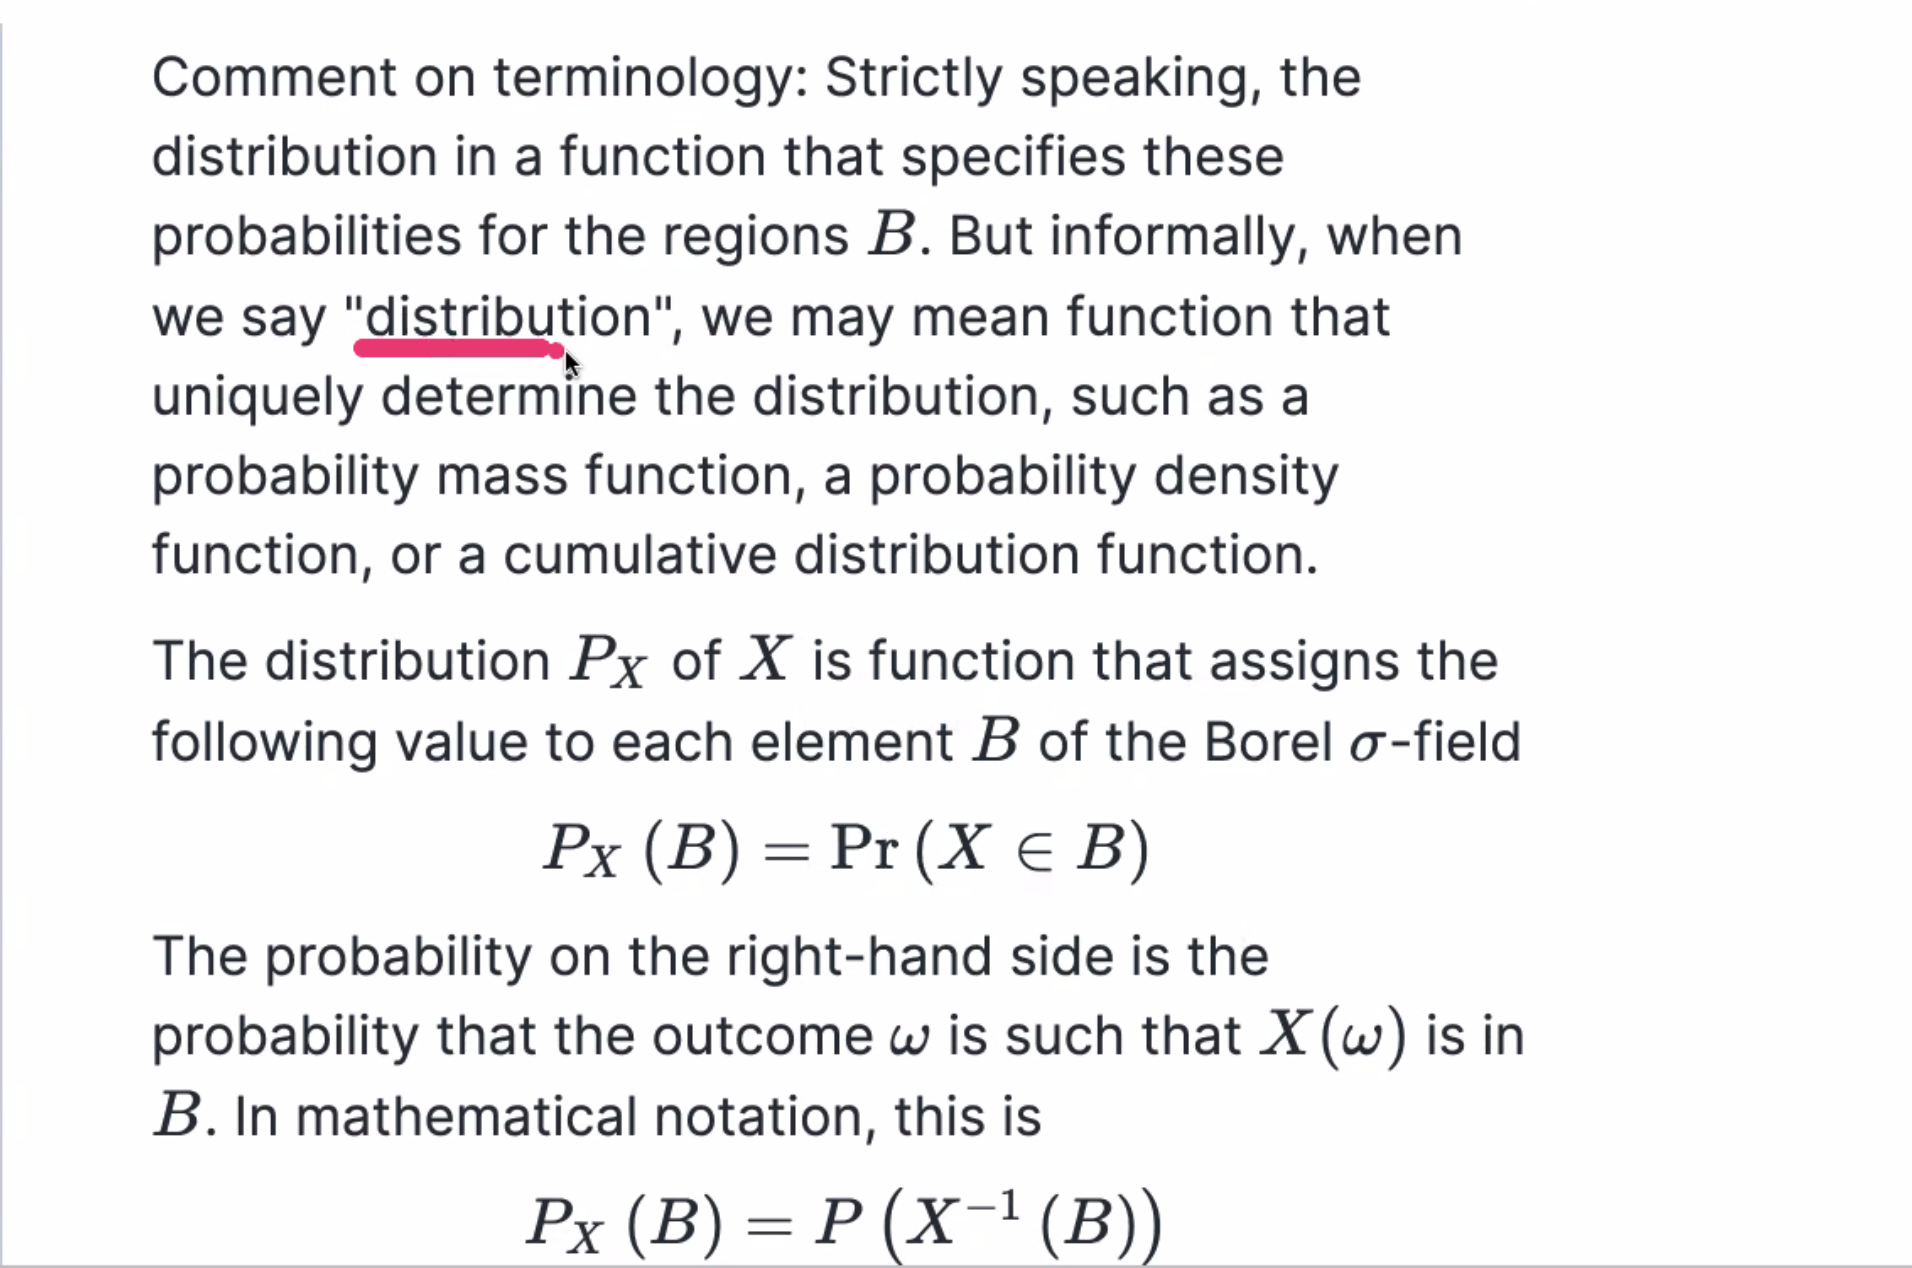 Comment on terminology: Strictly speaking, the
distribution in a function that specifies these
probabilities for the regions B. But informally, when
we say "distribution", we may mean function that
uniquely determine the distribution, such as a
probability mass function, a probability density
function, or a cumulative distribution function.
The distribution P_X of X is function that assigns the
following value to each element B of the Borel σ-field
P_X (B) = Pr (X ∈ B)
The probability on the right-hand side is the
probability that the outcome ω is such that X(ω) is in
B. In mathematical notation, this is
P_X (B) = P (X⁻¹ (B))